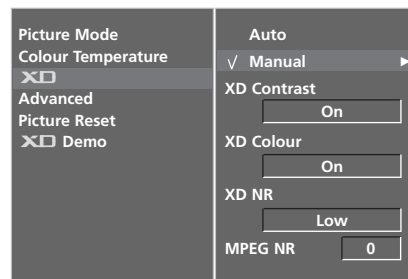 Picture Mode
Colour Temperature
XD
Advanced
Picture Reset
XD Demo
Auto
√ Manual ▶
XD Contrast
On
XD Colour
On
XD NR
Low
MPEG NR 0